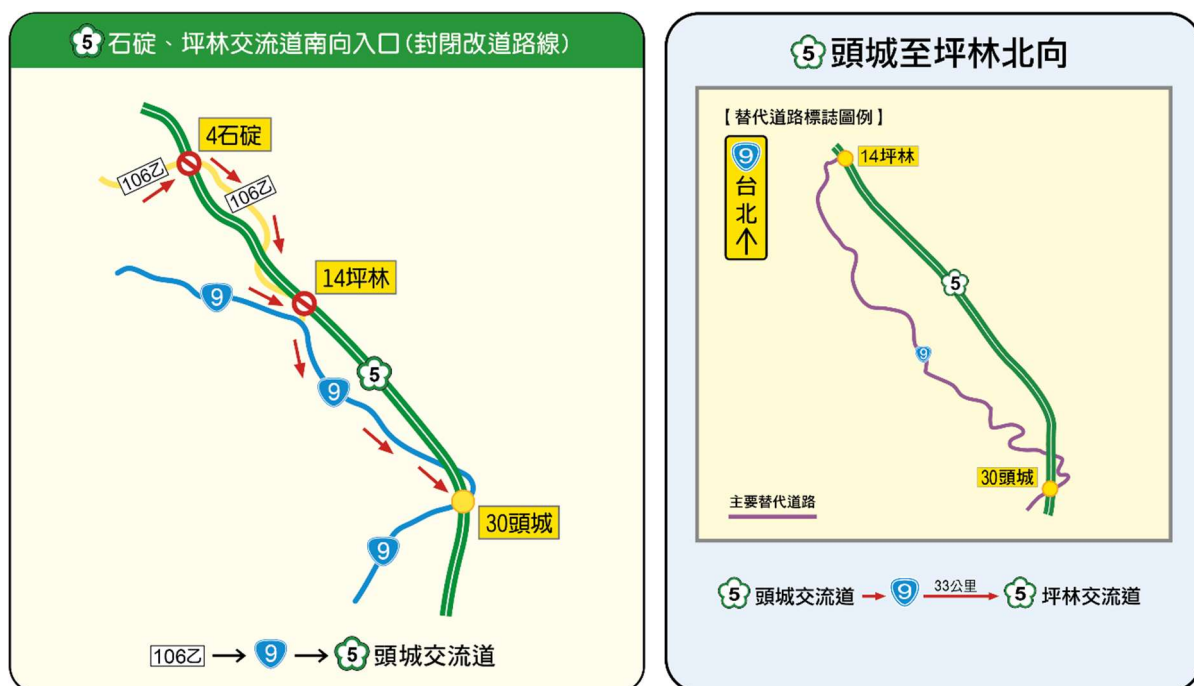 5 石碇、坪林交流道南向入口(封閉改道路線)
4石碇
106乙
106乙
14坪林
9
5
9
30頭城
9
106乙 → 9 → 5 頭城交流道
5 頭城至坪林北向
【替代道路標誌圖例】
9
台
北
↑
14坪林
5
9
30頭城
主要替代道路
5 頭城交流道 → 9 33公里 → 5 坪林交流道